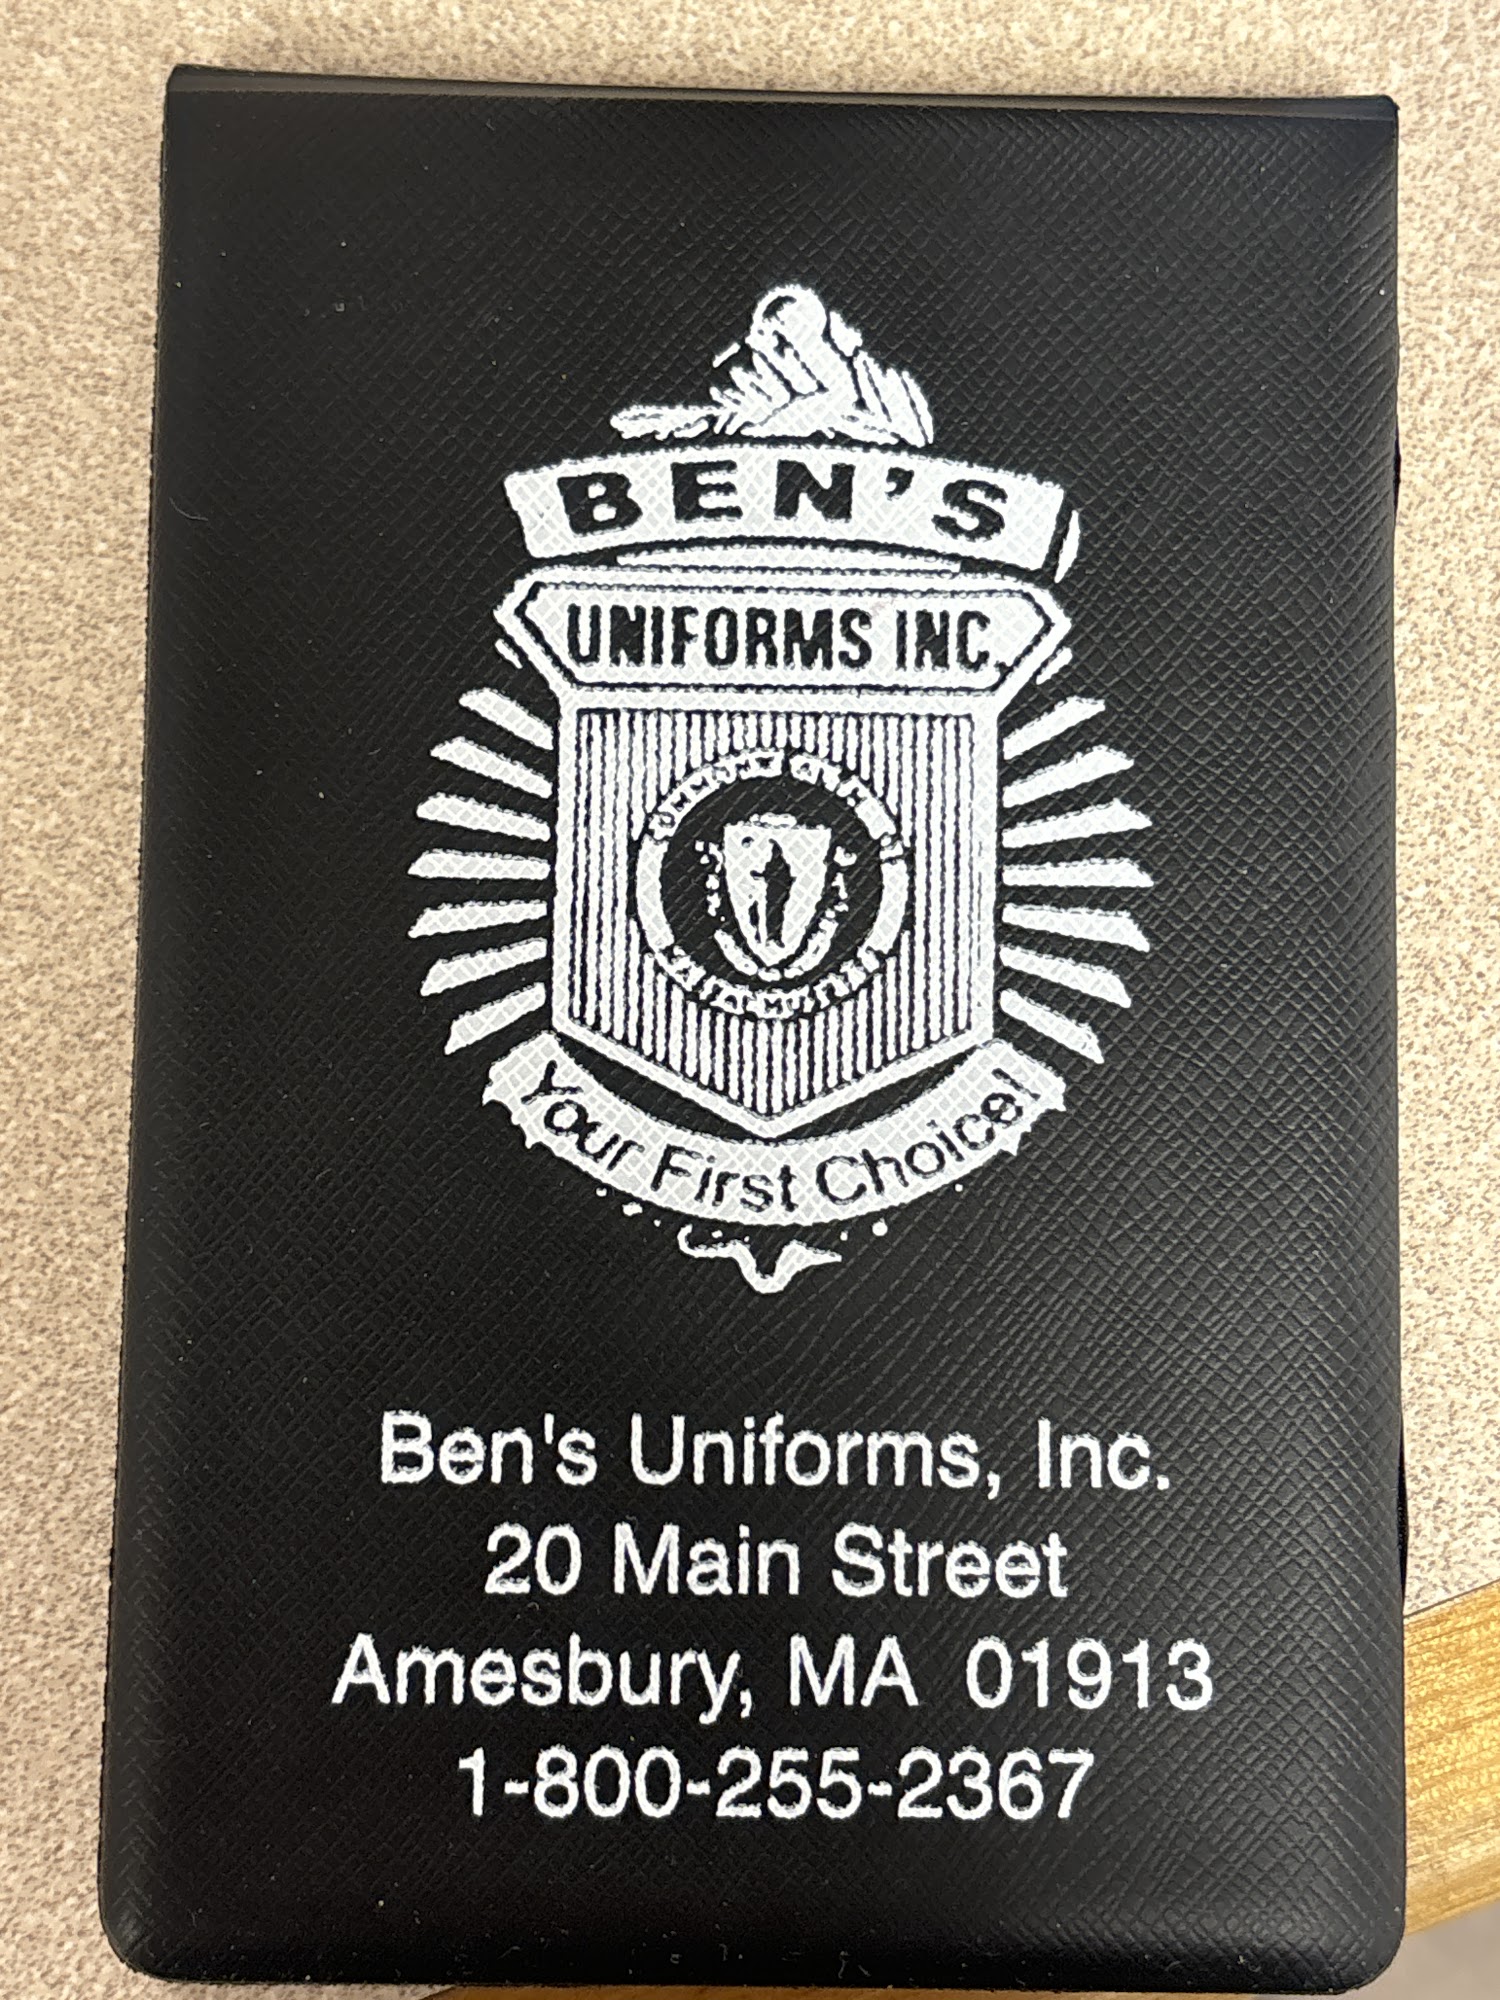 BEN'S
UNIFORMS INC.
Your First Choice!
Ben's Uniforms, Inc.
20 Main Street
Amesbury, MA 01913
1-800-255-2367